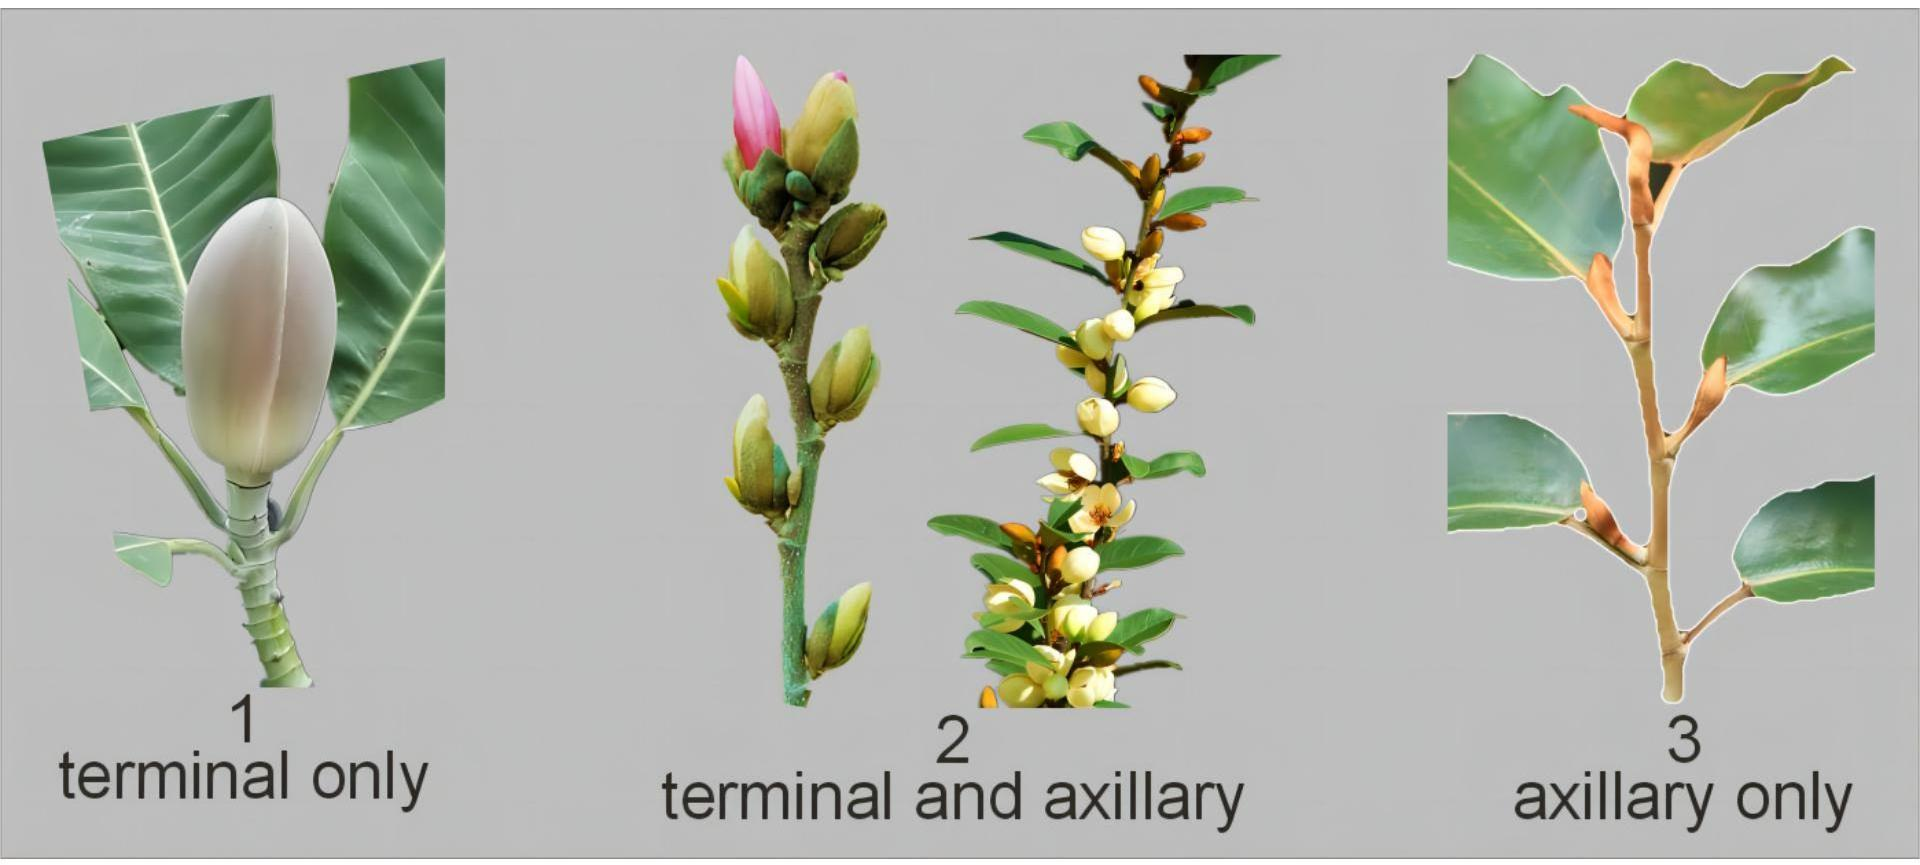 1
terminal only
2
terminal and axillary
3
axillary only